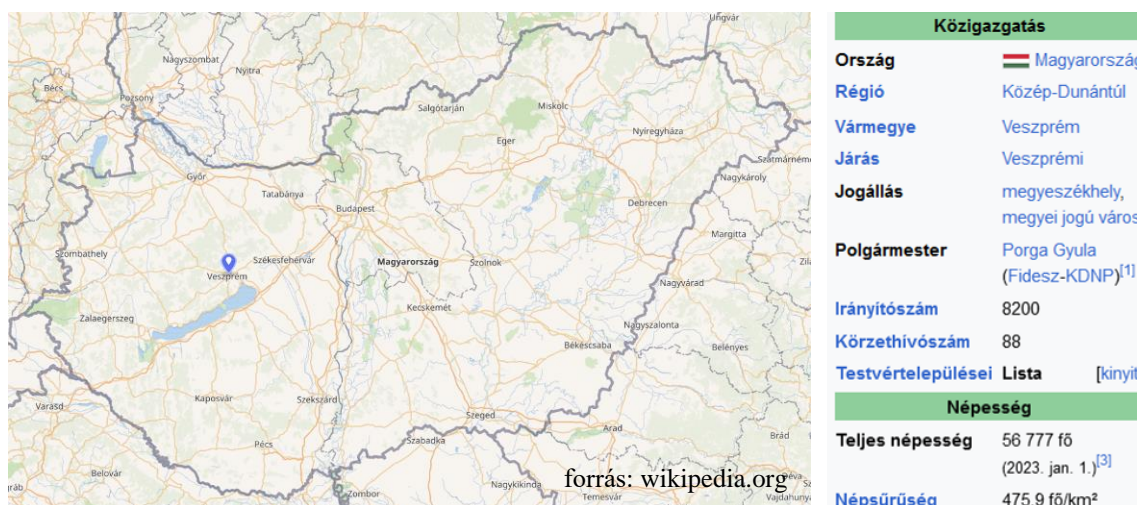 Ungvár
Nagyszombat
Nyitra
Bécs
Pozsony
Salgótarján
Miskolc
Eger
Nyíregyháza
Szatmárném
Győr
Nagykároly
Tatabánya
Budapest
Debrecen
Margitta
Szombathely
Székesfehérvár
Magyarország
Szolnok
Veszprém
Nagyvárad
Zalaegerszeg
Kecskemét
Nagyszalonta
Békéscsaba
Belényes
Kaposvár
Szekszárd
Varasd
Szeged
Arad
Brád
Pécs
Szabadka
Belovár
forrás: wikipedia.org
Nagykikinda
Zombor
Temesvár
Vajdahuny
Közigazgatás
Ország Magyarország
Régió Közép-Dunántúl
Vármegye Veszprém
Járás Veszprémi
Jogállás megyeszékhely,
megyei jogú város
Polgármester Porga Gyula
(Fidesz-KDNP)[1]
Irányítószám 8200
Körzethívószám 88
Testvértelepülései Lista [kinyit
Népesség
Teljes népesség 56 777 fő
(2023. jan. 1.)[3]
Népsűrűség 475,9 fő/km²